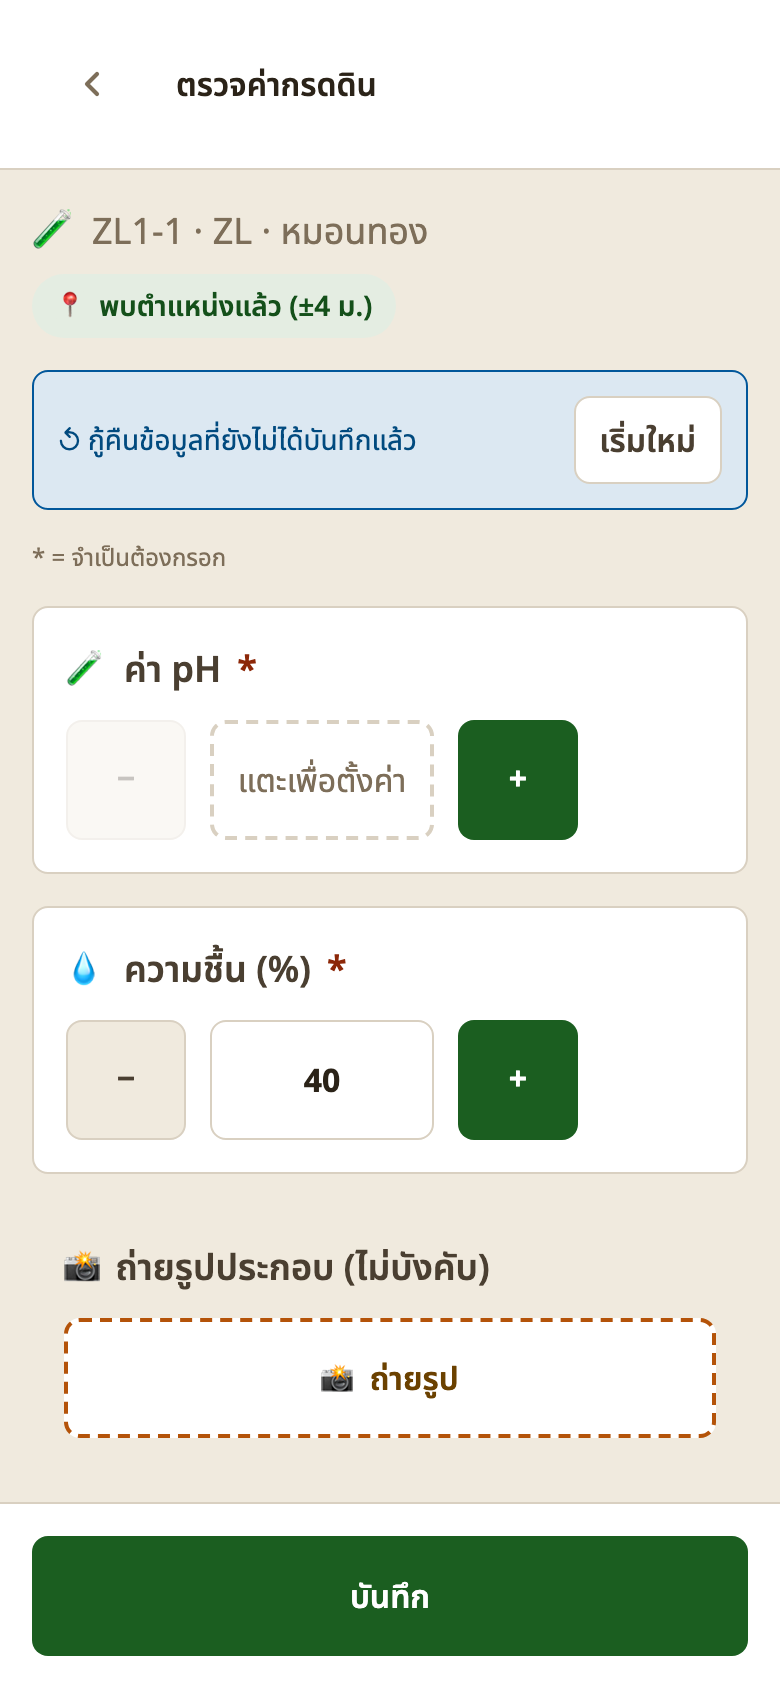 ตรวจค่ากรดดิน
ZL1-1 · ZL · หมอนทอง
พบตำแหน่งแล้ว (±4 ม.)
กู้คืนข้อมูลที่ยังไม่ได้บันทึกแล้ว
เริ่มใหม่
* = จำเป็นต้องกรอก
ค่า pH *
−
แตะเพื่อตั้งค่า
+
ความชื้น (%) *
−
40
+
ถ่ายรูปประกอบ (ไม่บังคับ)
ถ่ายรูป
บันทึก